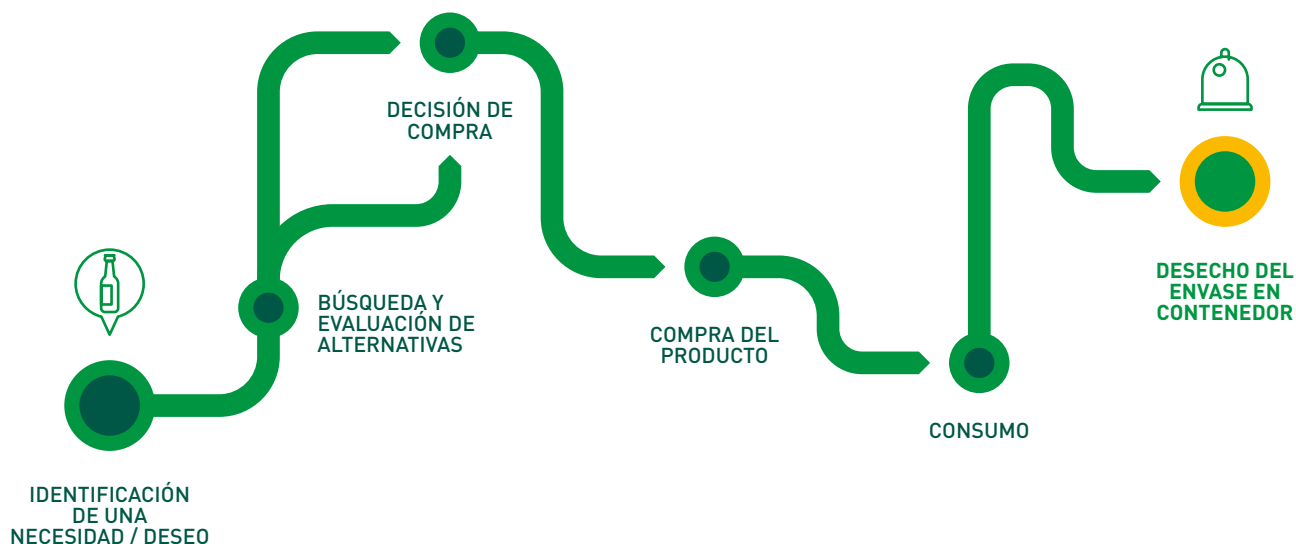 IDENTIFICACIÓN
DE UNA
NECESIDAD / DESEO
BÚSQUEDA Y
EVALUACIÓN DE
ALTERNATIVAS
DECISIÓN DE
COMPRA
COMPRA DEL
PRODUCTO
CONSUMO
DESECHO DEL
ENVASE EN
CONTENEDOR